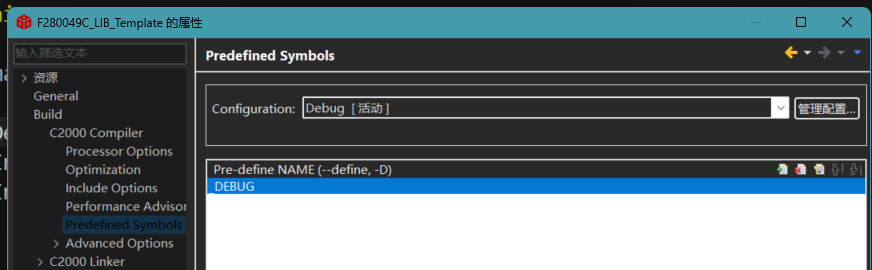 F280049C_LIB_Template 的属性
输入筛选文本
Predefined Symbols
资源
General
Build
C2000 Compiler
Processor Options
Optimization
Include Options
Performance Advisor
Predefined Symbols
Advanced Options
C2000 Linker
Configuration:
Debug [ 活动 ]
管理配置...
Pre-define NAME (--define, -D)
_DEBUG